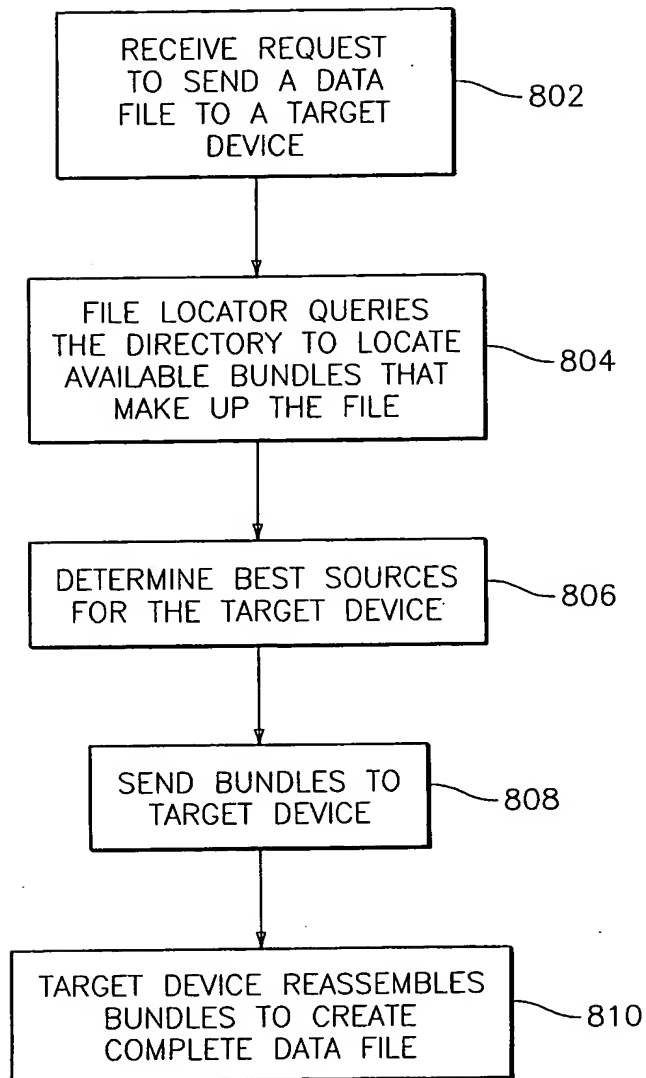 RECEIVE REQUEST
TO SEND A DATA
FILE TO A TARGET
DEVICE
802
FILE LOCATOR QUERIES
THE DIRECTORY TO LOCATE
AVAILABLE BUNDLES THAT
MAKE UP THE FILE
804
DETERMINE BEST SOURCES
FOR THE TARGET DEVICE
806
SEND BUNDLES TO
TARGET DEVICE
808
TARGET DEVICE REASSEMBLES
BUNDLES TO CREATE
COMPLETE DATA FILE
810